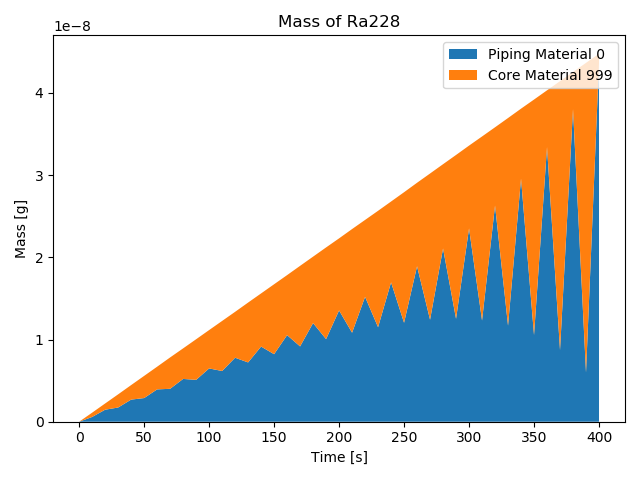 Mass of Ra228
1e−8
Piping Material 0
Core Material 999
4
3
2
1
0
Mass [g]
0 50 100 150 200 250 300 350 400
Time [s]